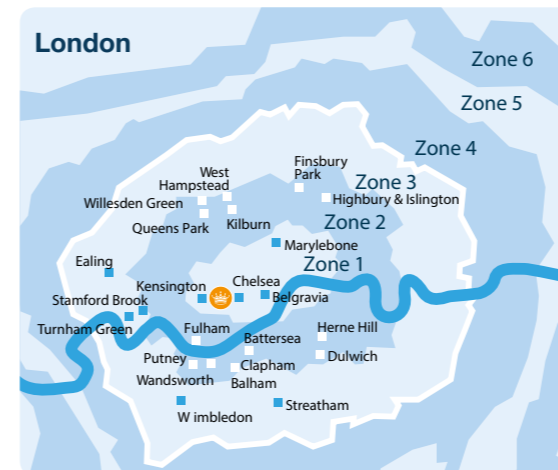 London
Zone 6
Zone 5
Zone 4
Finsbury
Park
West
Hampstead
Zone 3
Willesden Green
Highbury & Islington
Queens Park
Kilburn
Zone 2
Marylebone
Ealing
Zone 1
Kensington
Chelsea
Stamford Brook
Belgravia
Turnham Green
Fulham
Herne Hill
Battersea
Putney
Dulwich
Clapham
Wandsworth
Balham
W imbledon
Streatham